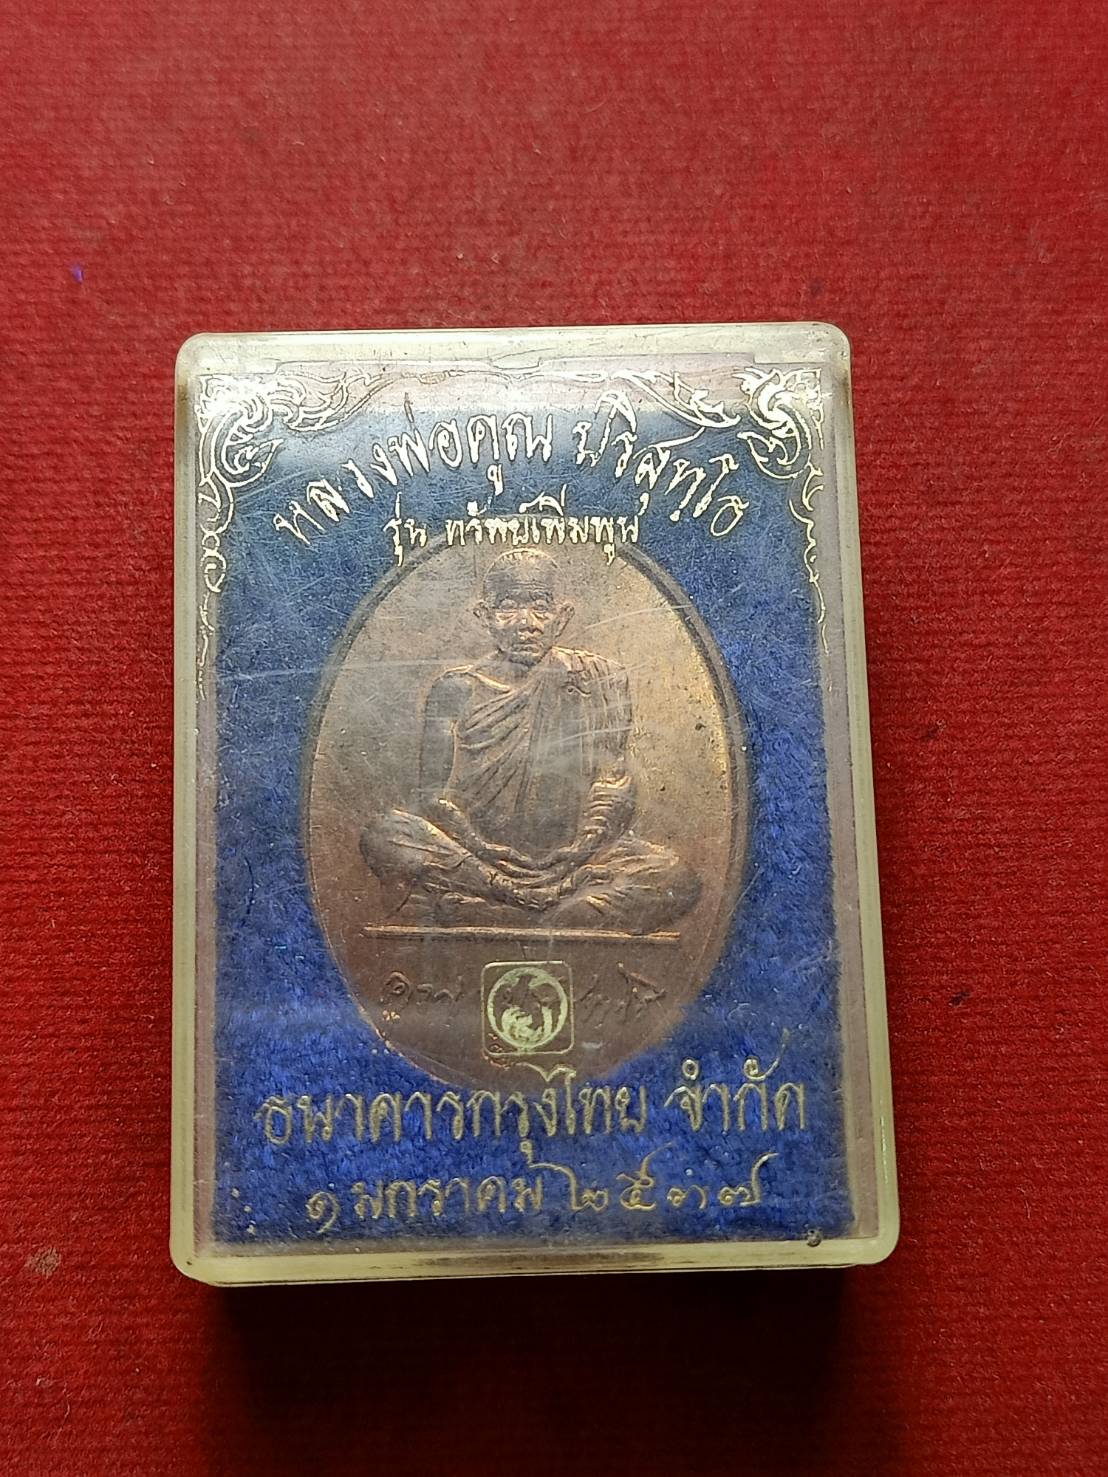 หลวงพ่อคูณ ปริสุทฺโธ
รุ่น ทรัพย์เพิ่มพูน
ธนาคารกรุงไทย จำกัด
๑ มกราคม ๒๕๓๗